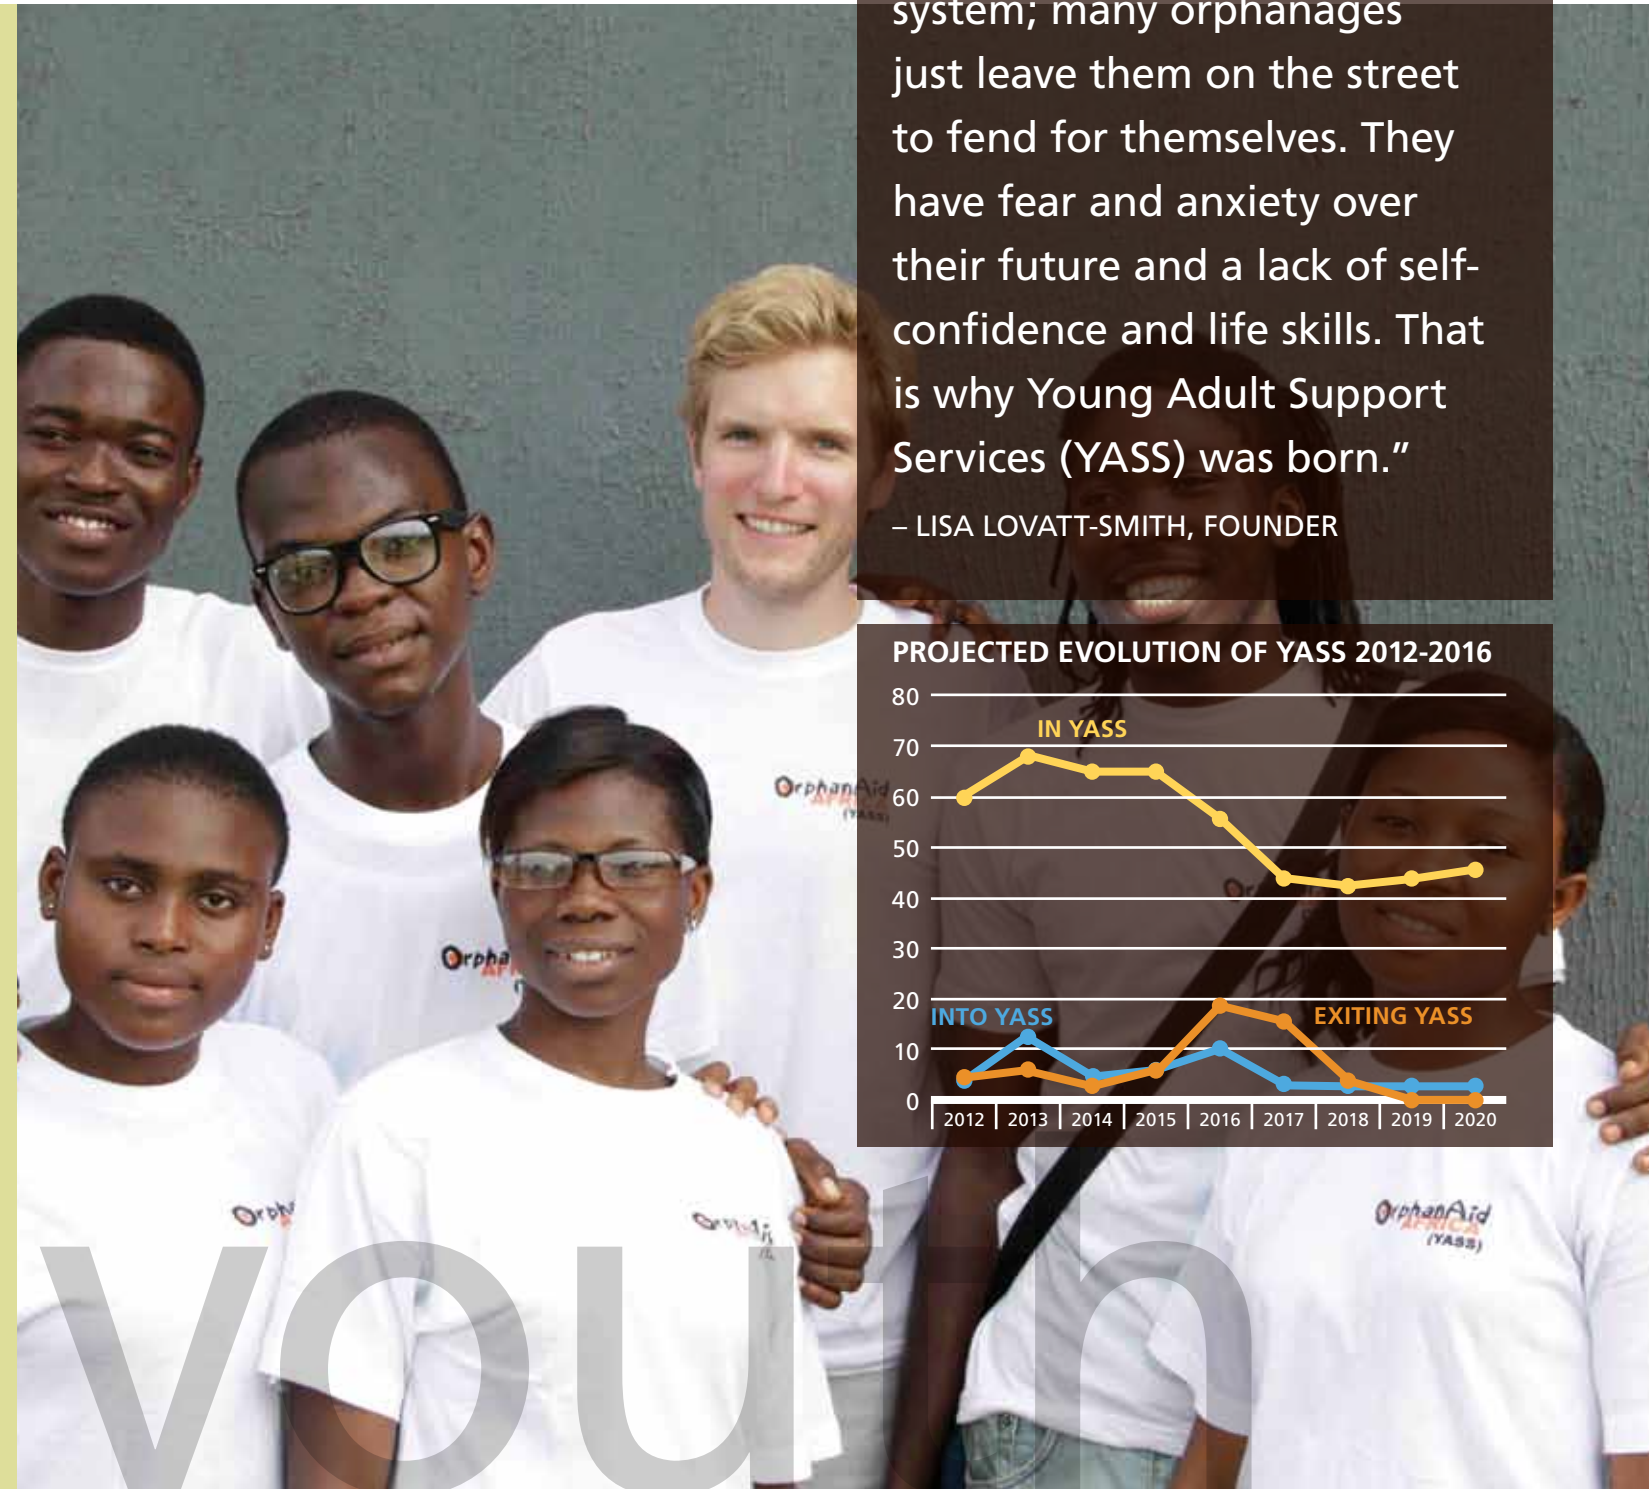 system; many orphanages
just leave them on the street
to fend for themselves. They
have fear and anxiety over
their future and a lack of self-
confidence and life skills. That
is why Young Adult Support
Services (YASS) was born.”
– LISA LOVATT-SMITH, FOUNDER
PROJECTED EVOLUTION OF YASS 2012-2016
80
IN YASS
70
60
50
40
30
20
INTO YASS
EXITING YASS
10
0
2012 2013 2014 2015 2016 2017 2018 2019 2020
OrphanAid
AFRICA
(YASS)
Orpha
OrphanAid
AFRICA
(YASS)
youth